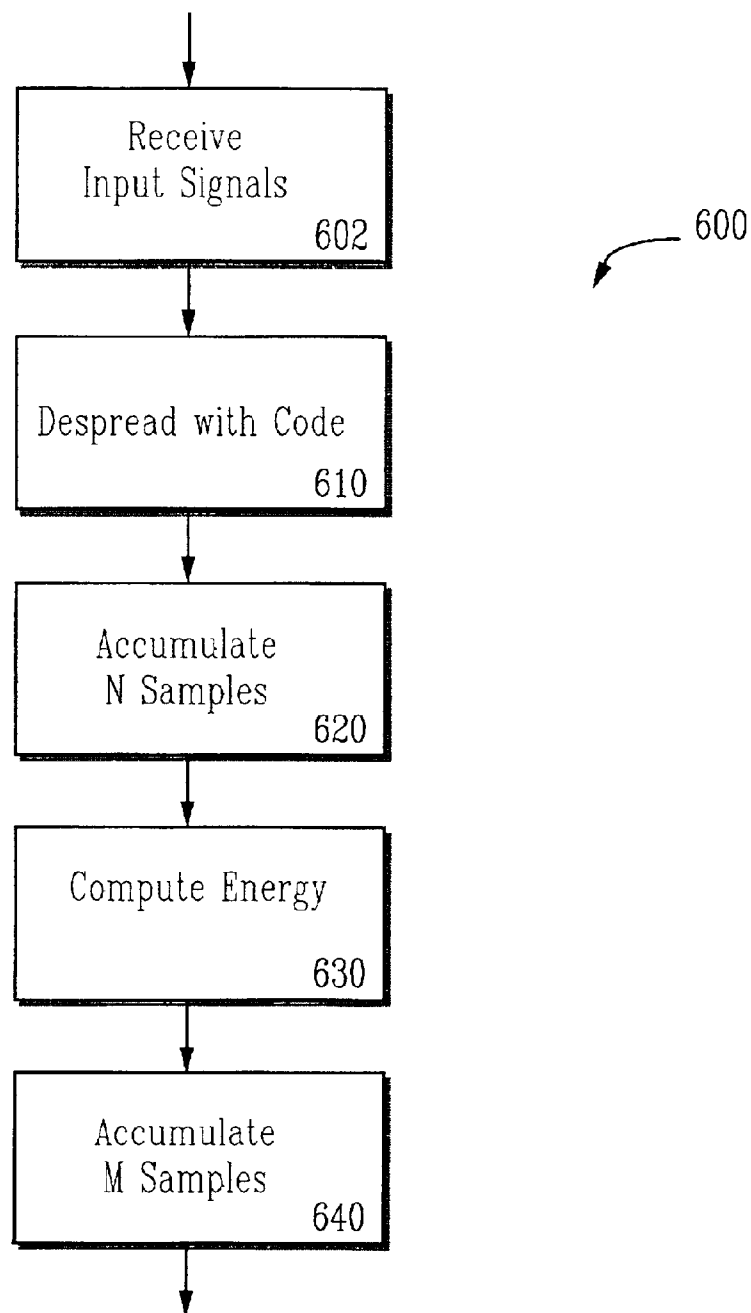 Receive
Input Signals
602
600
Despread with Code
610
Accumulate
N Samples
620
Compute Energy
630
Accumulate
M Samples
640